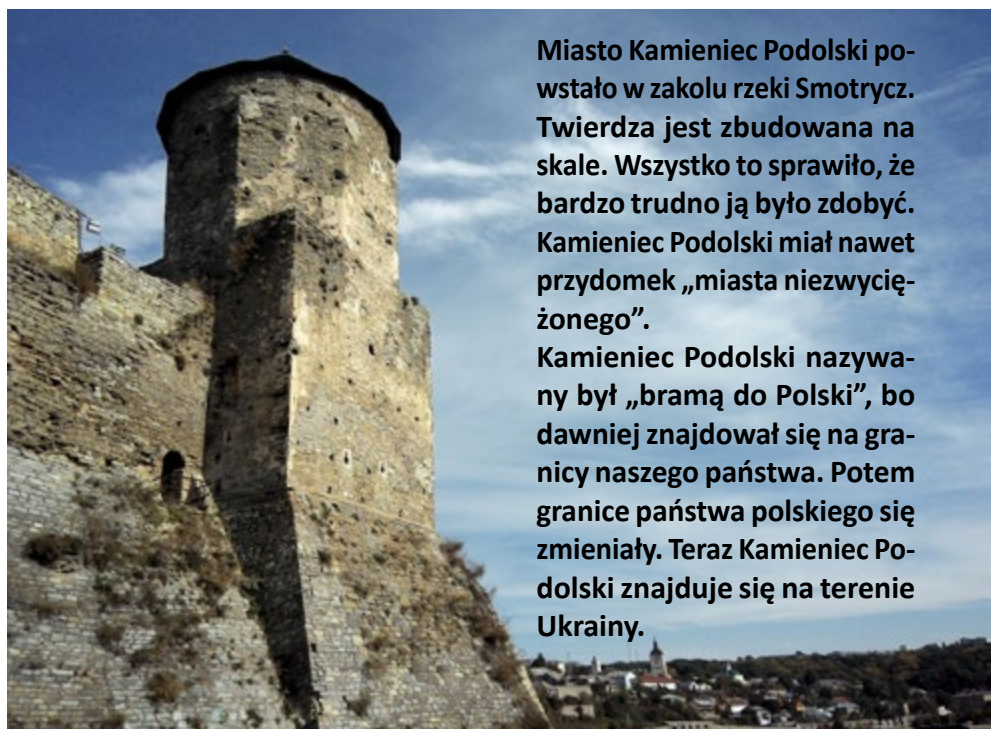 Miasto Kamieniec Podolski po-
wstało w zakolu rzeki Smotrycz.
Twierdza jest zbudowana na
skale. Wszystko to sprawiło, że
bardzo trudno ją było zdobyć.
Kamieniec Podolski miał nawet
przydomek „miasta niezwycię-
żonego”.
Kamieniec Podolski nazywa-
ny był „bramą do Polski”, bo
dawniej znajdował się na gra-
nicy naszego państwa. Potem
granice państwa polskiego się
zmieniały. Teraz Kamieniec Po-
dolski znajduje się na terenie
Ukrainy.